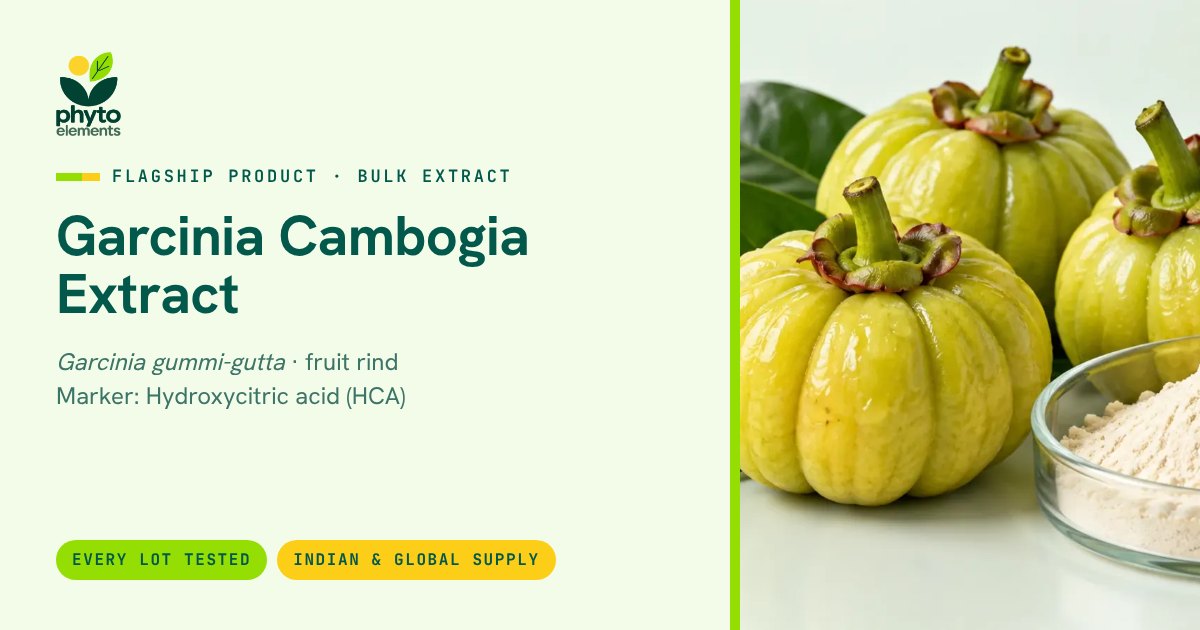 phyto
elements
FLAGSHIP PRODUCT · BULK EXTRACT
Garcinia Cambogia
Extract
Garcinia gummi-gutta · fruit rind
Marker: Hydroxycitric acid (HCA)
EVERY LOT TESTED
INDIAN & GLOBAL SUPPLY